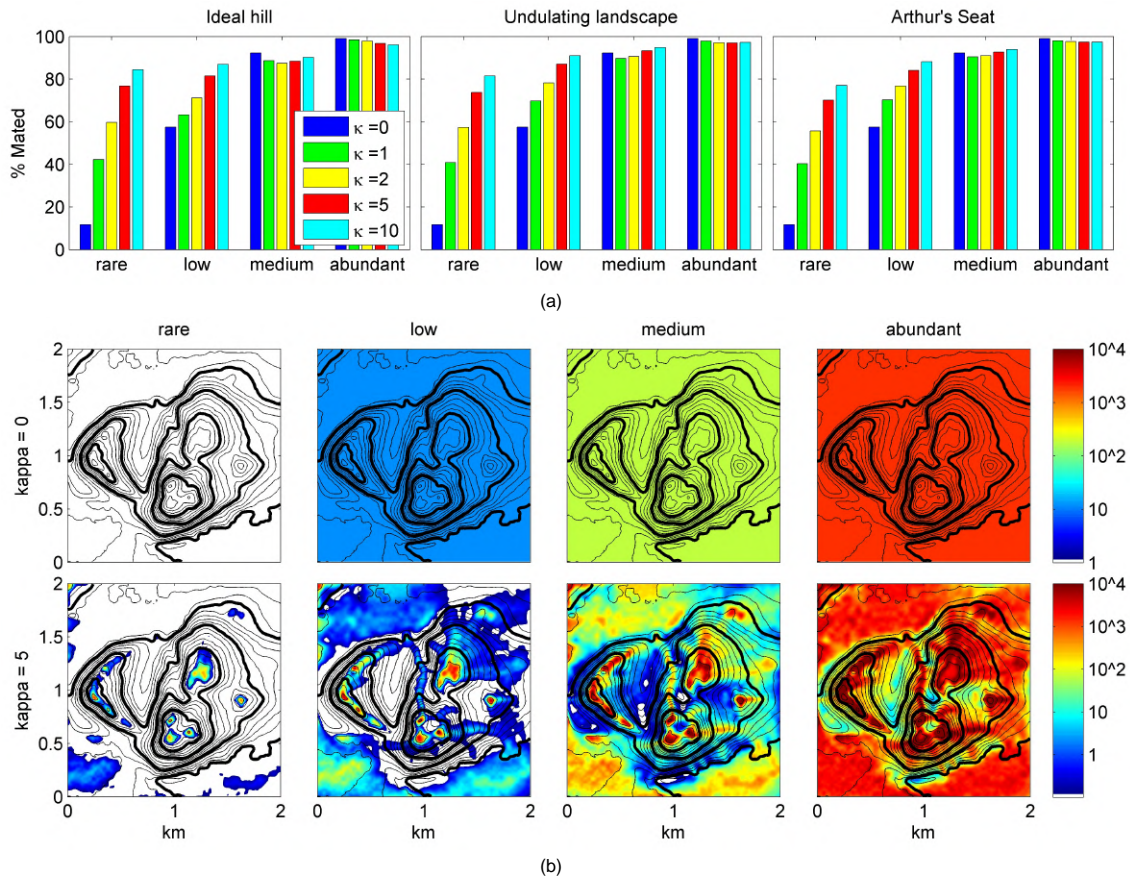 Ideal hill
Undulating landscape
Arthur's Seat
% Mated
100
80
60
40
20
0
κ =0
κ =1
κ =2
κ =5
κ =10
rare low medium abundant
rare low medium abundant
rare low medium abundant
(a)
rare low medium abundant
kappa = 0
2
1.5
1
0.5
0
10^4
10^3
10^2
10
1
kappa = 5
2
1.5
1
0.5
0
10^4
10^3
10^2
10
1
0 1 2
0 1 2
0 1 2
0 1 2
km km km km
(b)